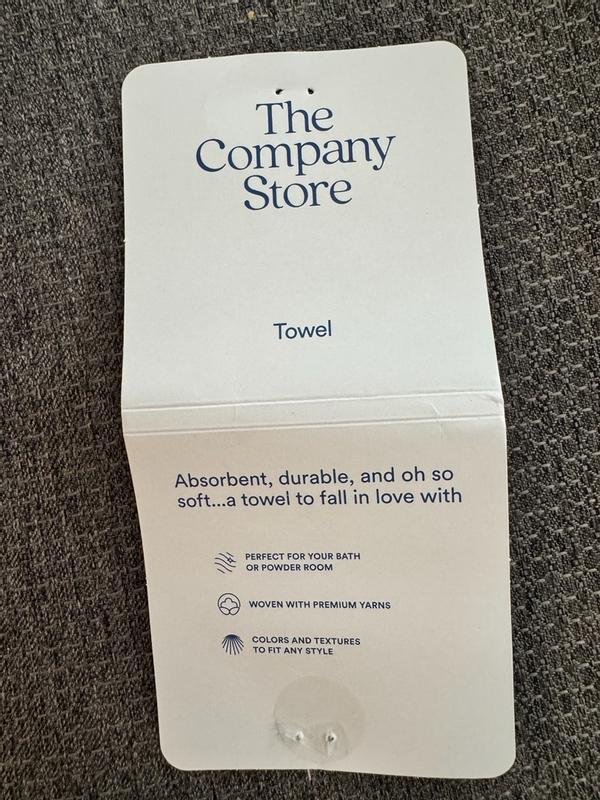 The
Company
Store
Towel
Absorbent, durable, and oh so
soft...a towel to fall in love with
PERFECT FOR YOUR BATH
OR POWDER ROOM
WOVEN WITH PREMIUM YARNS
COLORS AND TEXTURES
TO FIT ANY STYLE